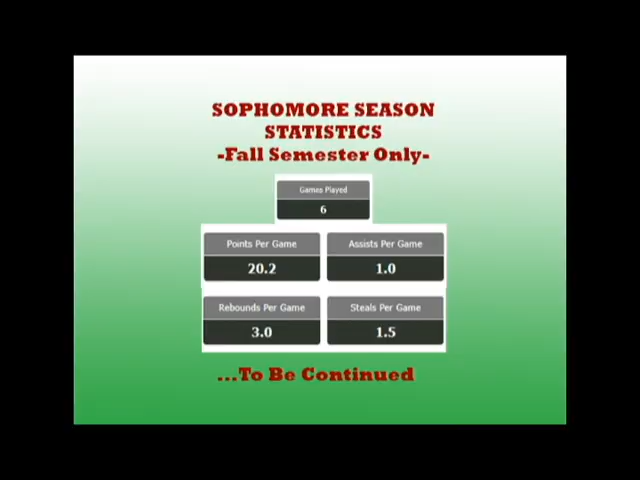 SOPHOMORE SEASON
STATISTICS
-Fall Semester Only-
Games Played
6
Points Per Game
20.2
Assists Per Game
1.0
Rebounds Per Game
3.0
Steals Per Game
1.5
...To Be Continued